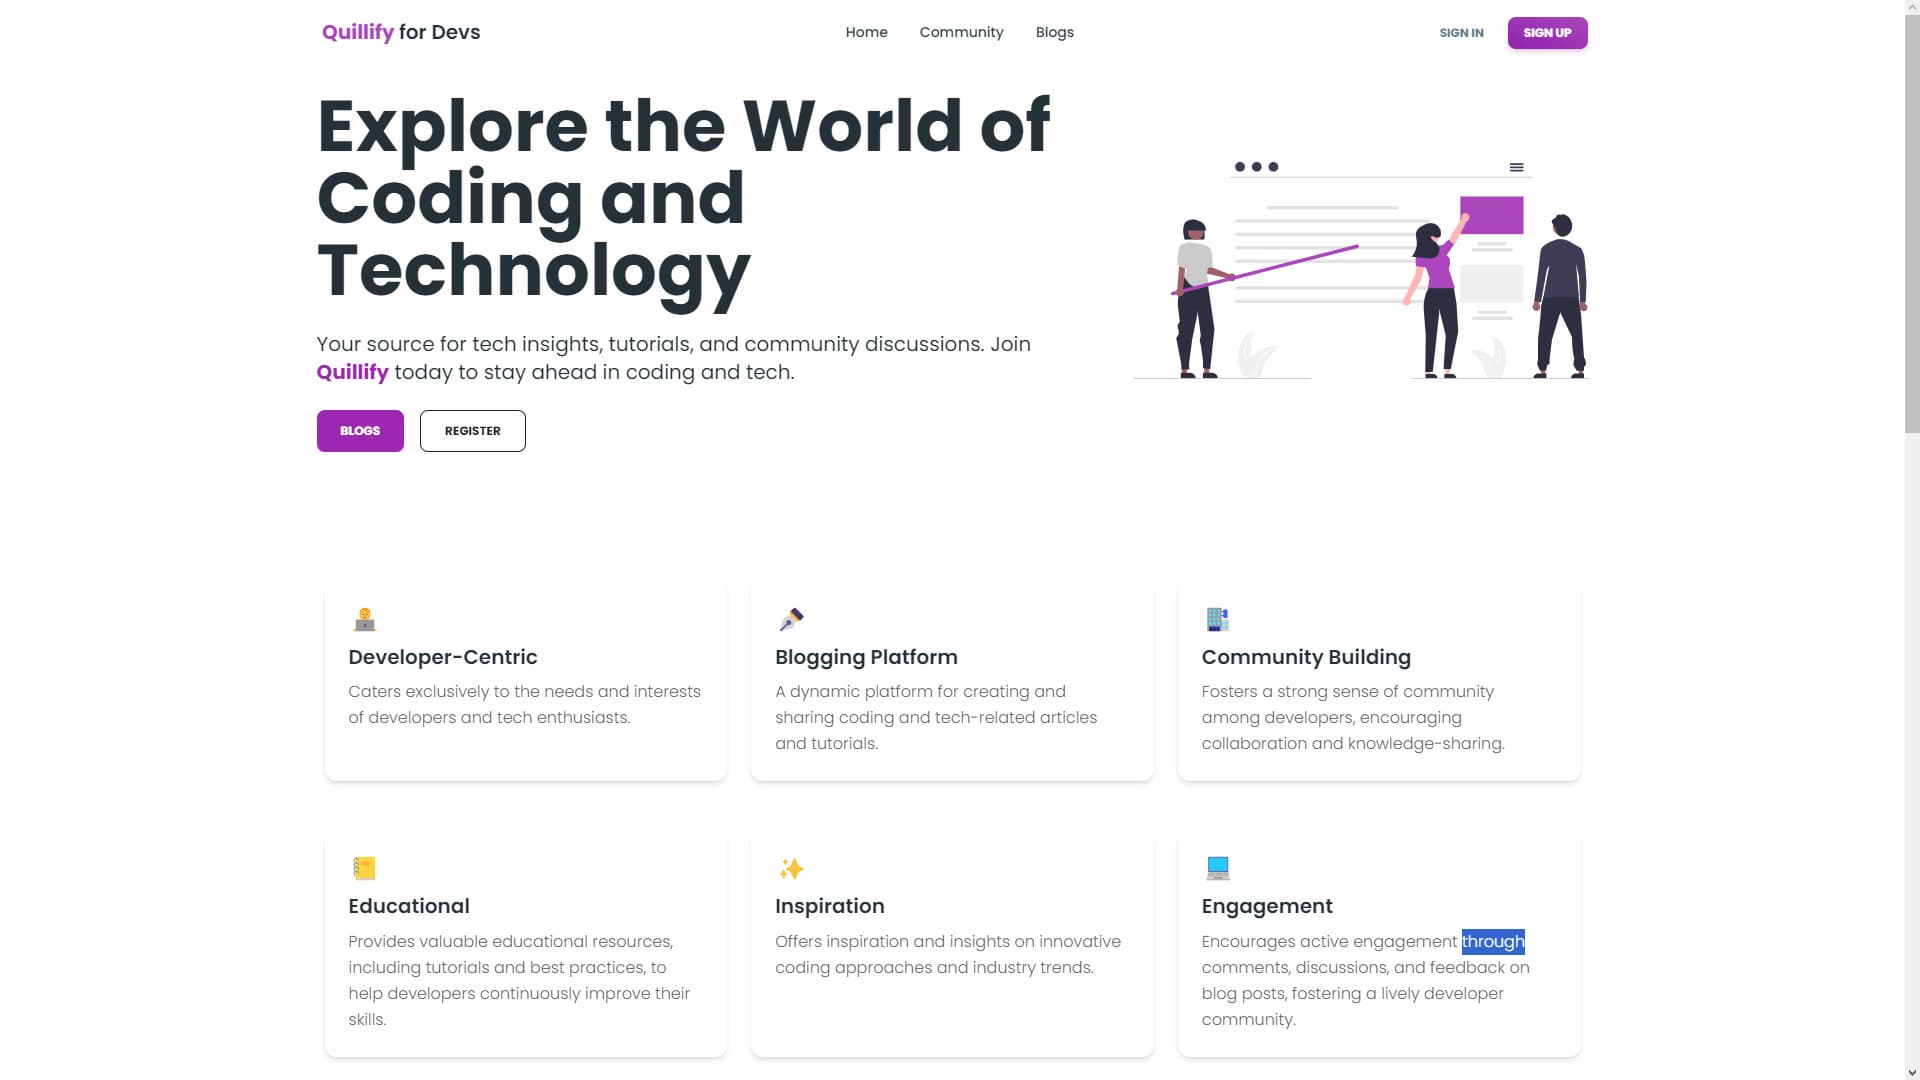 Quillify for Devs
Home
Community
Blogs
SIGN IN
SIGN UP
Explore the World of
Coding and
Technology
Your source for tech insights, tutorials, and community discussions. Join
Quillify today to stay ahead in coding and tech.
BLOGS
REGISTER
Developer-Centric
Caters exclusively to the needs and interests
of developers and tech enthusiasts.
Blogging Platform
A dynamic platform for creating and
sharing coding and tech-related articles
and tutorials.
Community Building
Fosters a strong sense of community
among developers, encouraging
collaboration and knowledge-sharing.
Educational
Provides valuable educational resources,
including tutorials and best practices, to
help developers continuously improve their
skills.
Inspiration
Offers inspiration and insights on innovative
coding approaches and industry trends.
Engagement
Encourages active engagement through
comments, discussions, and feedback on
blog posts, fostering a lively developer
community.